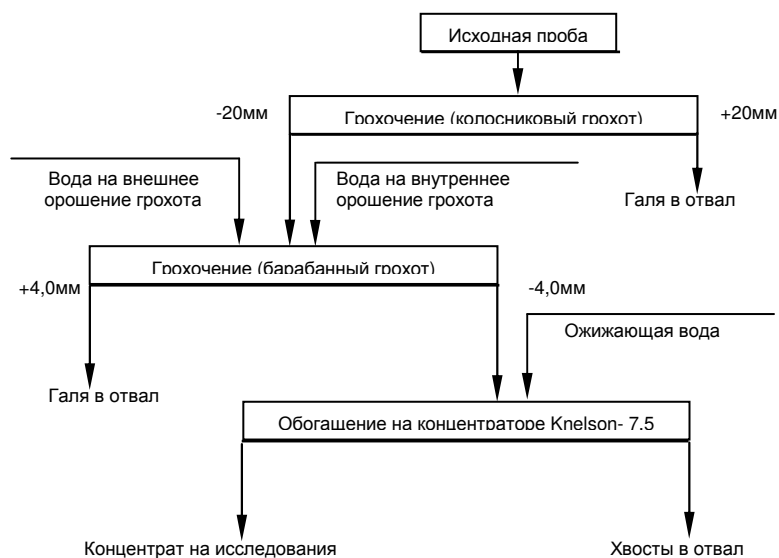 Исходная проба
-20мм
Грохочение (колосниковый грохот)
+20мм
Вода на внешнее
орошение грохота
Вода на внутреннее
орошение грохота
Галя в отвал
Грохочение (барабанный грохот)
+4,0мм
-4,0мм
Ожижающая вода
Галя в отвал
Обогащение на концентраторе Knelson- 7.5
Концентрат на исследования
Хвосты в отвал